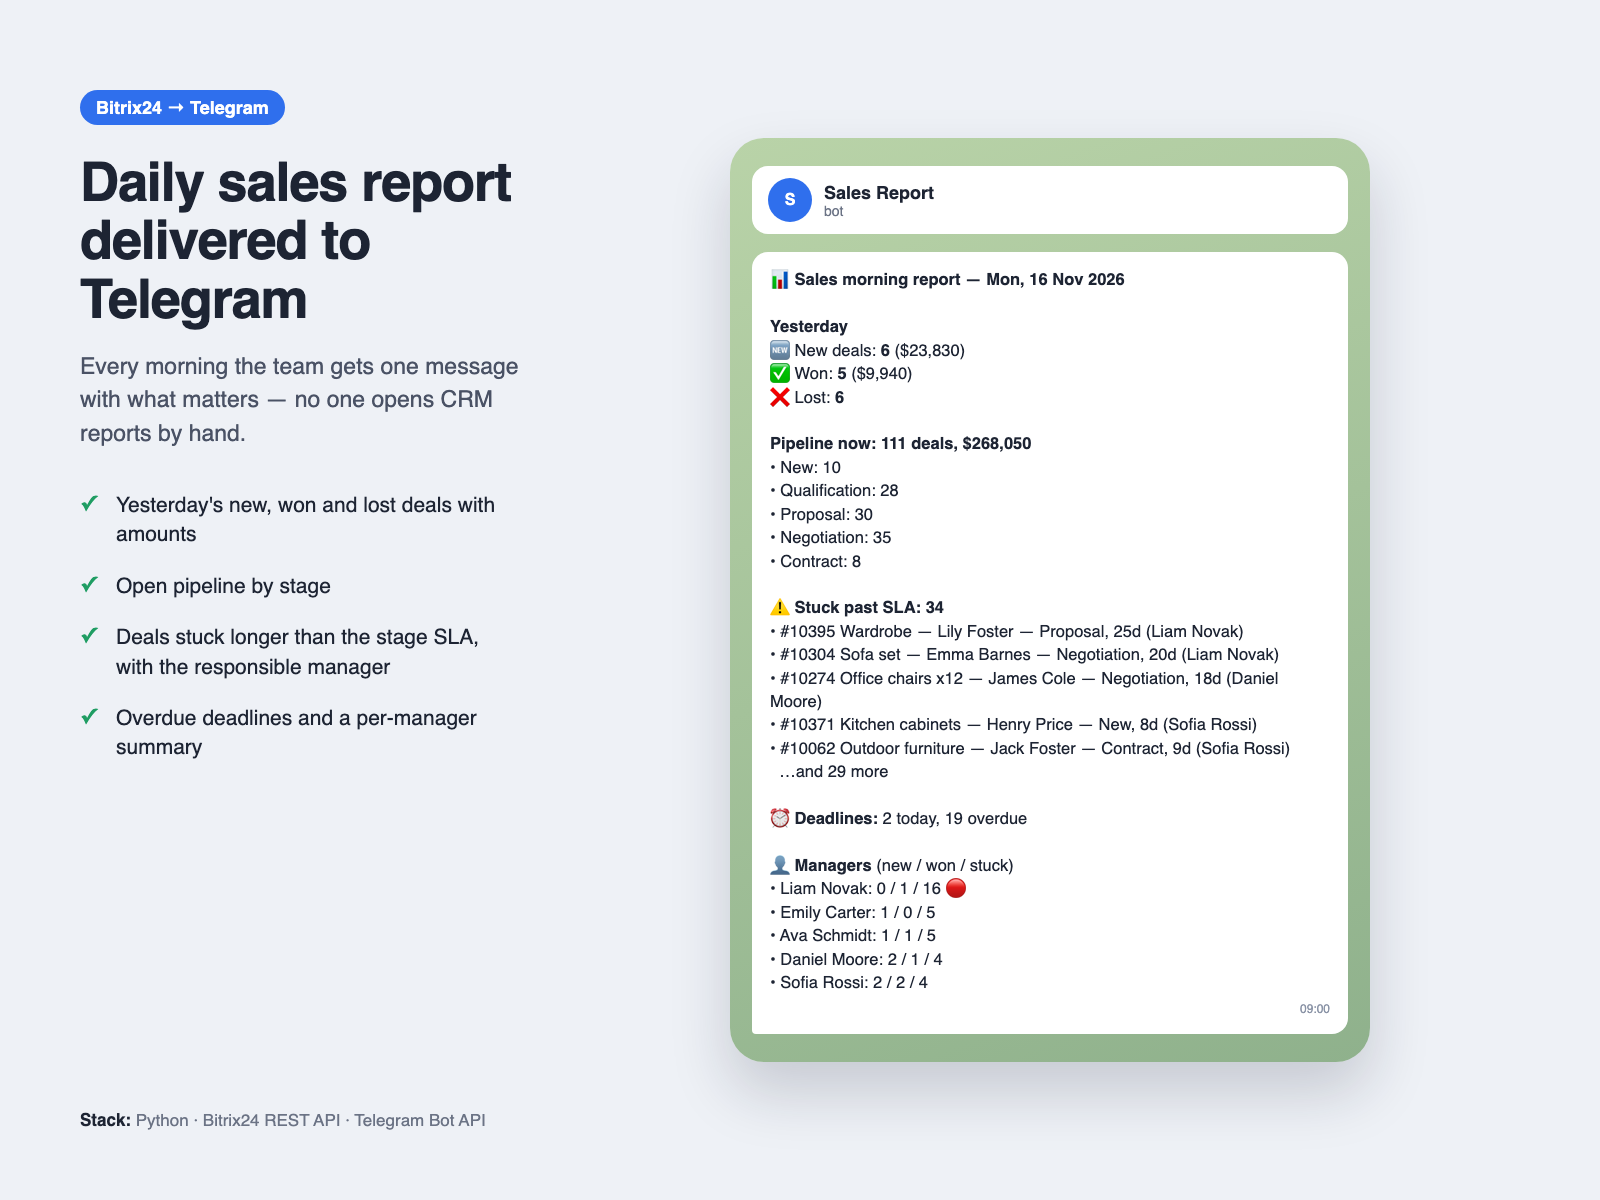 Bitrix24 → Telegram
Daily sales report
delivered to
Telegram
Every morning the team gets one message
with what matters — no one opens CRM
reports by hand.
✓ Yesterday's new, won and lost deals with
amounts
✓ Open pipeline by stage
✓ Deals stuck longer than the stage SLA,
with the responsible manager
✓ Overdue deadlines and a per-manager
summary
Stack: Python · Bitrix24 REST API · Telegram Bot API
S
Sales Report
bot
📊 Sales morning report — Mon, 16 Nov 2026
Yesterday
🆕 New deals: 6 ($23,830)
✅ Won: 5 ($9,940)
❌ Lost: 6
Pipeline now: 111 deals, $268,050
• New: 10
• Qualification: 28
• Proposal: 30
• Negotiation: 35
• Contract: 8
⚠️ Stuck past SLA: 34
• #10395 Wardrobe — Lily Foster — Proposal, 25d (Liam Novak)
• #10304 Sofa set — Emma Barnes — Negotiation, 20d (Liam Novak)
• #10274 Office chairs x12 — James Cole — Negotiation, 18d (Daniel
Moore)
• #10371 Kitchen cabinets — Henry Price — New, 8d (Sofia Rossi)
• #10062 Outdoor furniture — Jack Foster — Contract, 9d (Sofia Rossi)
…and 29 more
⏰ Deadlines: 2 today, 19 overdue
👤 Managers (new / won / stuck)
• Liam Novak: 0 / 1 / 16 🔴
• Emily Carter: 1 / 0 / 5
• Ava Schmidt: 1 / 1 / 5
• Daniel Moore: 2 / 1 / 4
• Sofia Rossi: 2 / 2 / 4
09:00